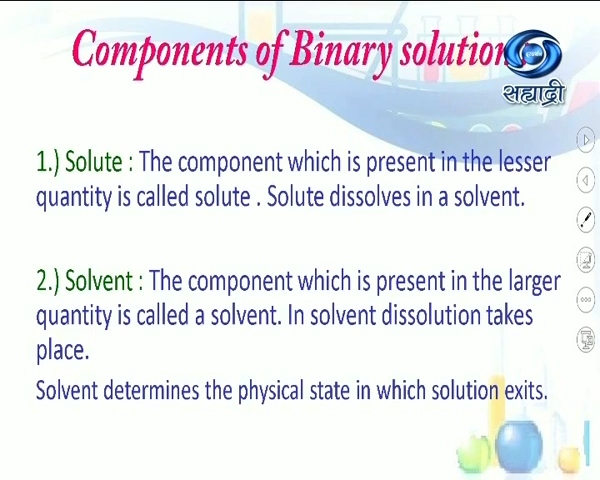 Components of Binary solution
सह्याद्री
1.) Solute : The component which is present in the lesser
quantity is called solute . Solute dissolves in a solvent.
2.) Solvent : The component which is present in the larger
quantity is called a solvent. In solvent dissolution takes
place.
Solvent determines the physical state in which solution exits.